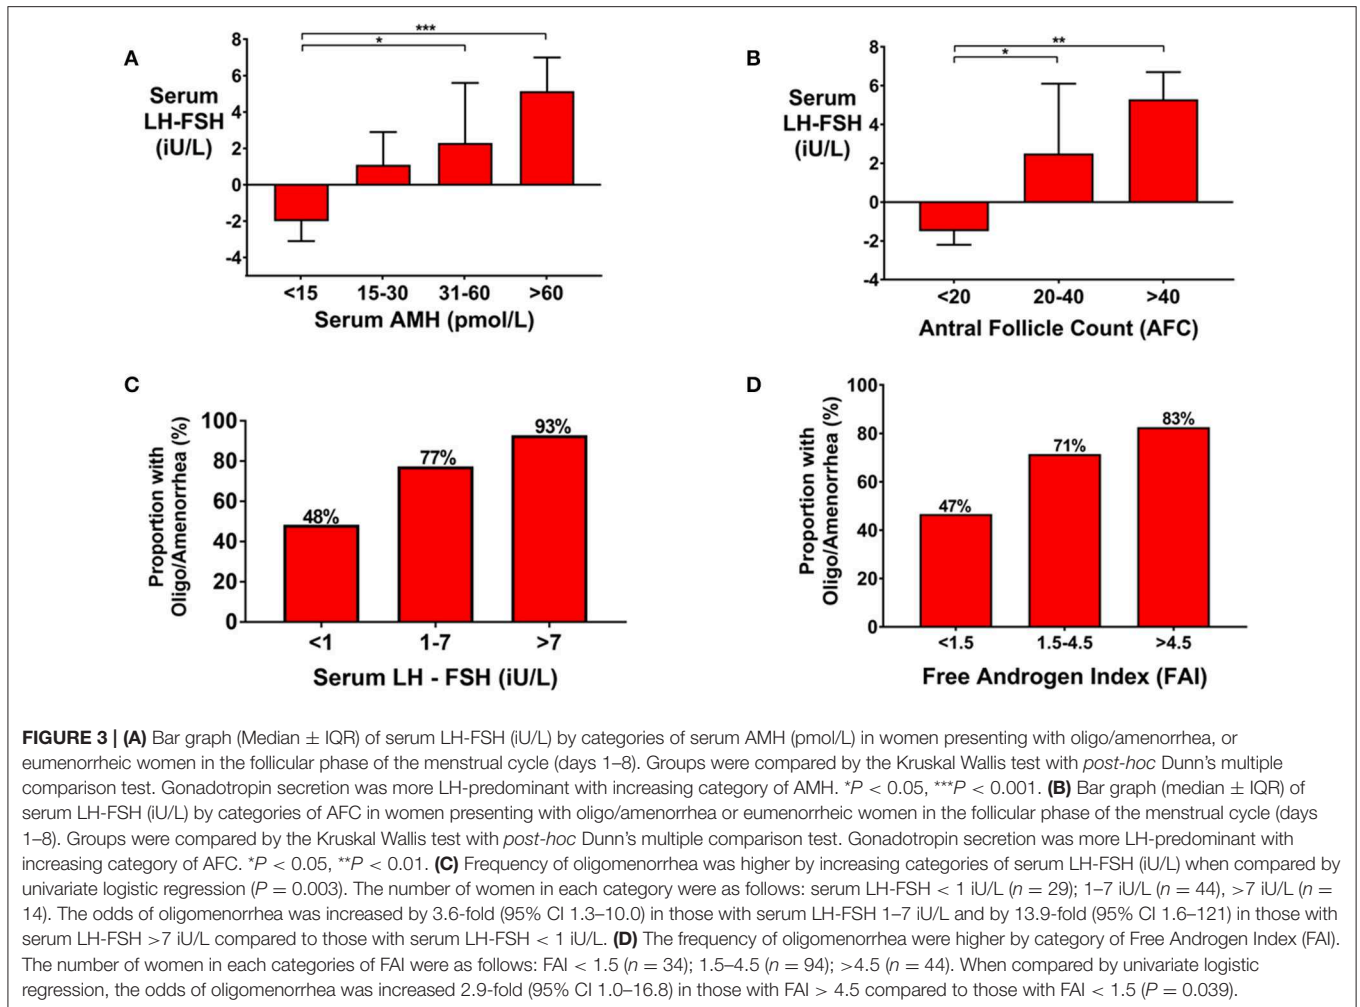 A
Serum
LH-FSH
(iU/L)
***
*
8
6
4
2
0
-2
-4
<15 15-30 31-60 >60
Serum AMH (pmol/L)
B
Serum
LH-FSH
(iU/L)
**
*
8
6
4
2
0
-2
-4
<20 20-40 >40
Antral Follicle Count (AFC)
C
Proportion with
Oligo/Amenorrhea (%)
100
80
60
40
20
0
48%
77%
93%
<1 1-7 >7
Serum LH - FSH (iU/L)
D
Proportion with
Oligo/Amenorrhea (%)
100
80
60
40
20
0
47%
71%
83%
<1.5 1.5-4.5 >4.5
Free Androgen Index (FAI)
FIGURE 3 | (A) Bar graph (Median ± IQR) of serum LH-FSH (iU/L) by categories of serum AMH (pmol/L) in women presenting with oligo/amenorrhea, or
eumenorrheic women in the follicular phase of the menstrual cycle (days 1–8). Groups were compared by the Kruskal Wallis test with post-hoc Dunn's multiple
comparison test. Gonadotropin secretion was more LH-predominant with increasing category of AMH. *P < 0.05, ***P < 0.001. (B) Bar graph (median ± IQR) of
serum LH-FSH (iU/L) by categories of AFC in women presenting with oligo/amenorrhea or eumenorrheic women in the follicular phase of the menstrual cycle (days
1–8). Groups were compared by the Kruskal Wallis test with post-hoc Dunn's multiple comparison test. Gonadotropin secretion was more LH-predominant with
increasing category of AFC. *P < 0.05, **P < 0.01. (C) Frequency of oligomenorrhea was higher by increasing categories of serum LH-FSH (iU/L) when compared by
univariate logistic regression (P = 0.003). The number of women in each category were as follows: serum LH-FSH < 1 iU/L (n = 29); 1–7 iU/L (n = 44), >7 iU/L (n =
14). The odds of oligomenorrhea was increased by 3.6-fold (95% CI 1.3–10.0) in those with serum LH-FSH 1–7 iU/L and by 13.9-fold (95% CI 1.6–121) in those with
serum LH-FSH >7 iU/L compared to those with serum LH-FSH < 1 iU/L. (D) The frequency of oligomenorrhea were higher by category of Free Androgen Index (FAI).
The number of women in each categories of FAI were as follows: FAI < 1.5 (n = 34); 1.5–4.5 (n = 94); >4.5 (n = 44). When compared by univariate logistic
regression, the odds of oligomenorrhea was increased 2.9-fold (95% CI 1.0–16.8) in those with FAI > 4.5 compared to those with FAI < 1.5 (P = 0.039).